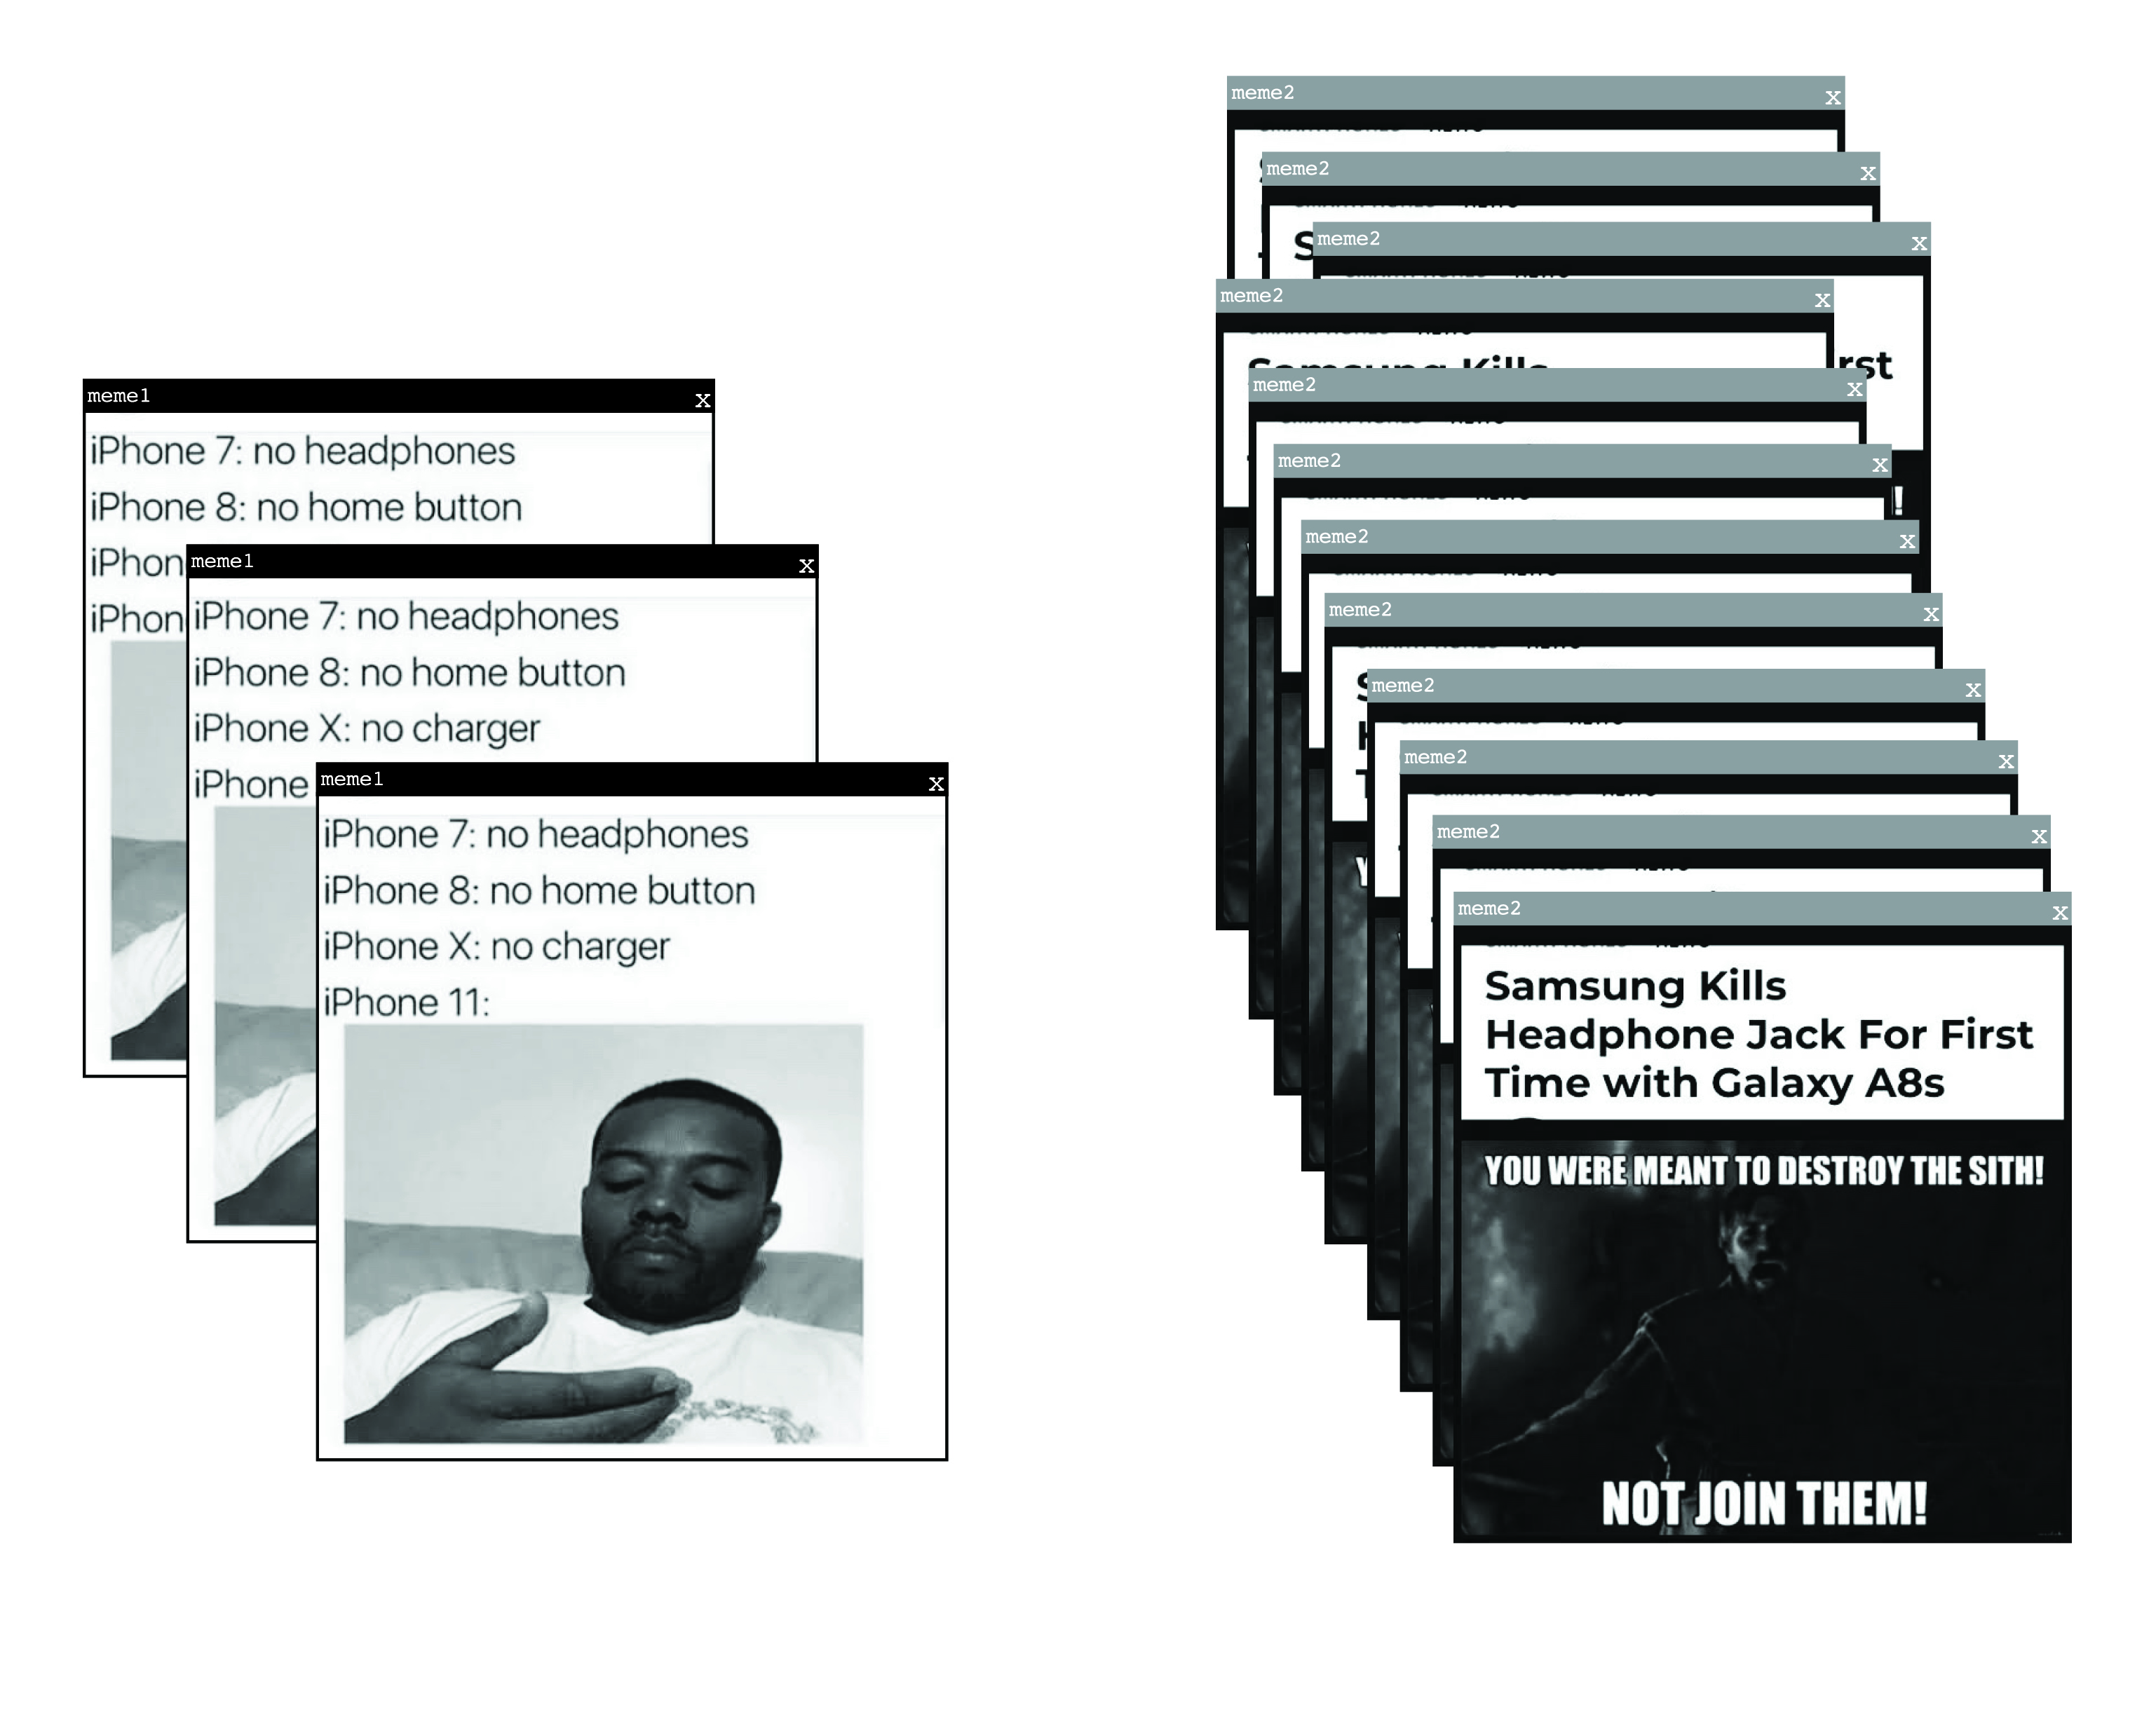 meme1 x
iPhone 7: no headphones
iPhone 8: no home button
iPhon
iPhon
meme1 x
iPhone 7: no headphones
iPhone 8: no home button
iPhone X: no charger
iPhone
meme1 x
iPhone 7: no headphones
iPhone 8: no home button
iPhone X: no charger
iPhone 11:
meme2 x
meme2 x
S
meme2 x
rst
!
meme2 x
Samsung Kills
meme2 x
meme2 x
meme2 x
meme2 x
meme2 x
meme2 x
meme2 x
meme2 x
Samsung Kills
Headphone Jack For First
Time with Galaxy A8s
YOU WERE MEANT TO DESTROY THE SITH!
NOT JOIN THEM!